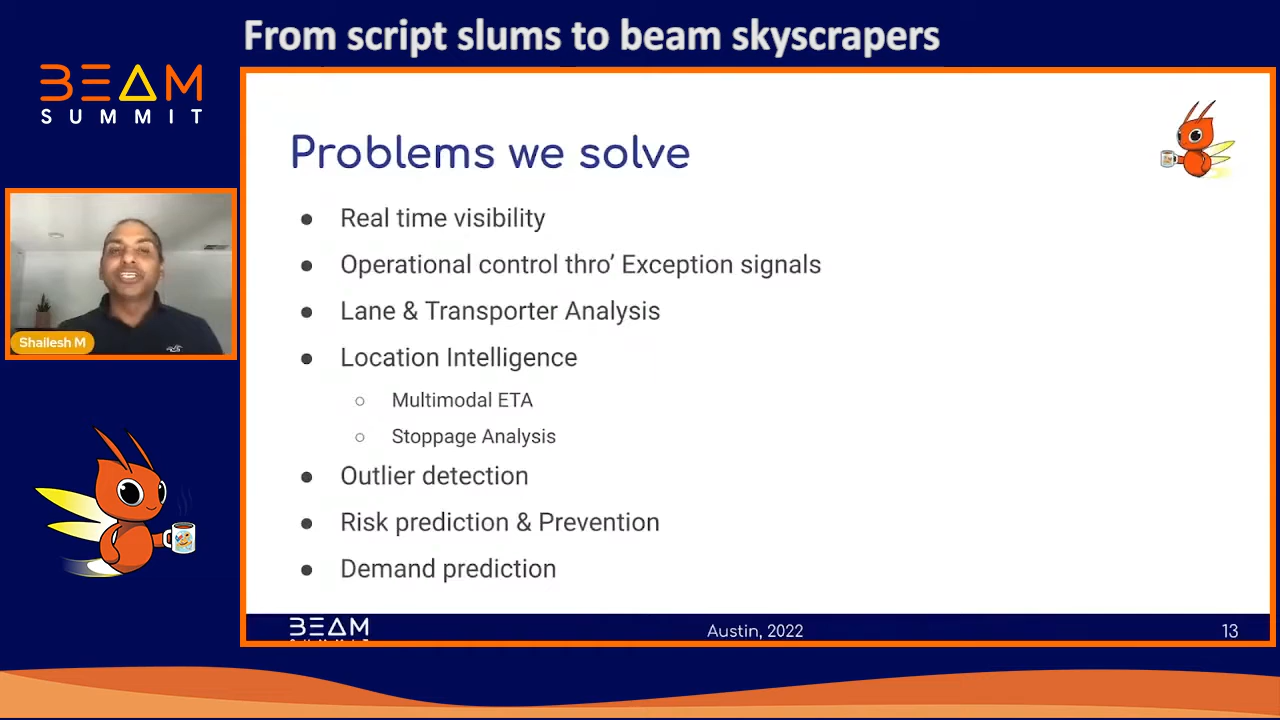 From script slums to beam skyscrapers
BEAM
SUMMIT
Shailesh M
Problems we solve
● Real time visibility
● Operational control thro’ Exception signals
● Lane & Transporter Analysis
● Location Intelligence
○ Multimodal ETA
○ Stoppage Analysis
● Outlier detection
● Risk prediction & Prevention
● Demand prediction
BEAM
Austin, 2022
13